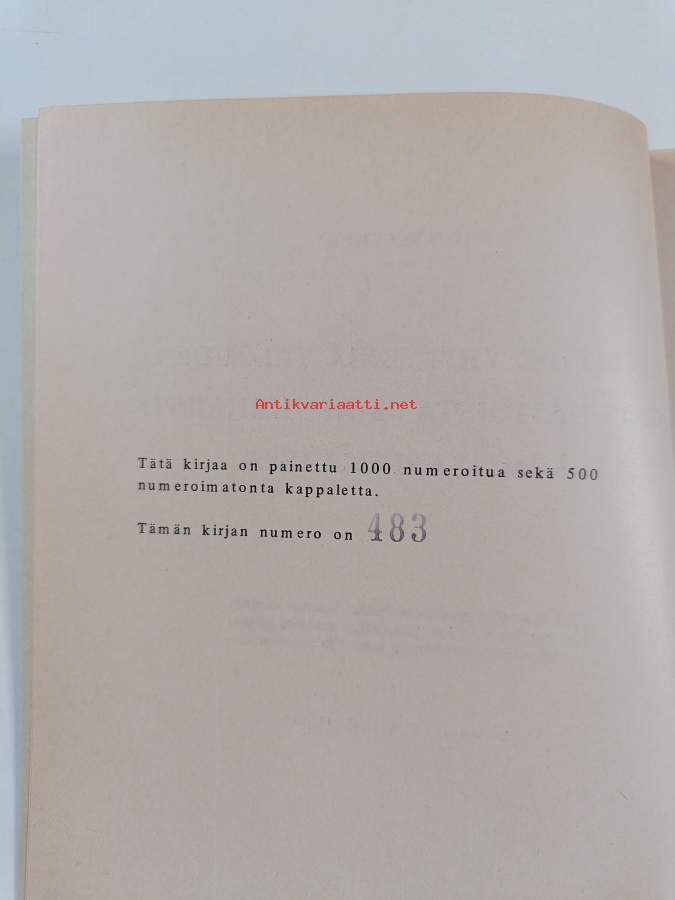 Antikvariaatti.net
Tätä kirjaa on painettu 1000 numeroitua sekä 500
numeroimatonta kappaletta.
Tämän kirjan numero on 483